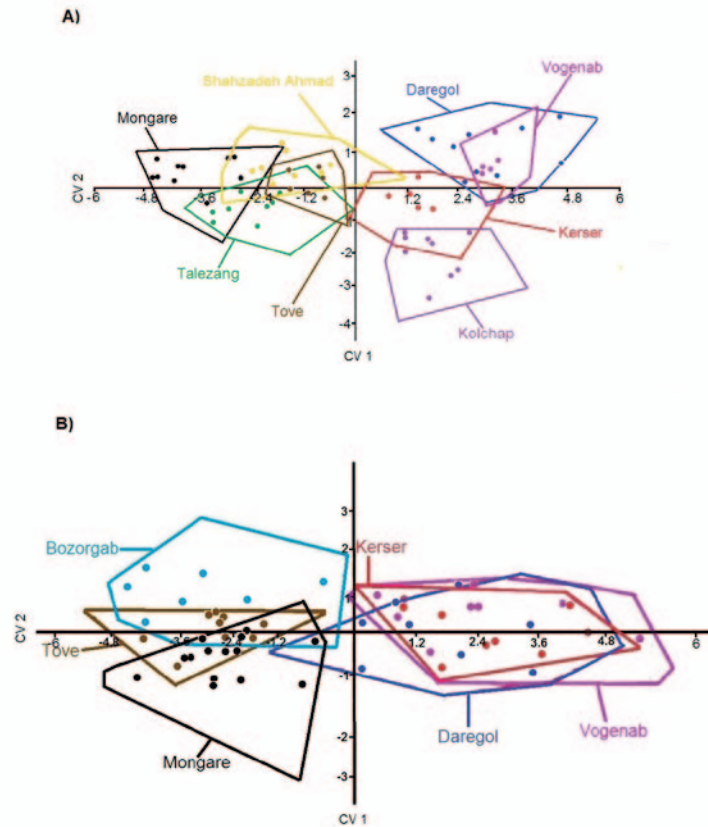 A)
Vogenab
Shahzadeh Ahmad
Daregol
Mongare
3
2
1
CV 2
-6 -4.8 -3.6 -2.4 -1.2 1.2 2.4 3.6 4.8 6
-1
Kerser
Talezang
-2
Tove
-3
Kolchap
-4
CV 1
B)
3
Bozorgab
Kerser
2
1
CV 2
-6 -4.8 -3.6 -2.4 -1.2 1.2 2.4 3.6 4.8 6
Tove
-1
Daregol
Vogenab
-2
Mongare
-3
CV 1